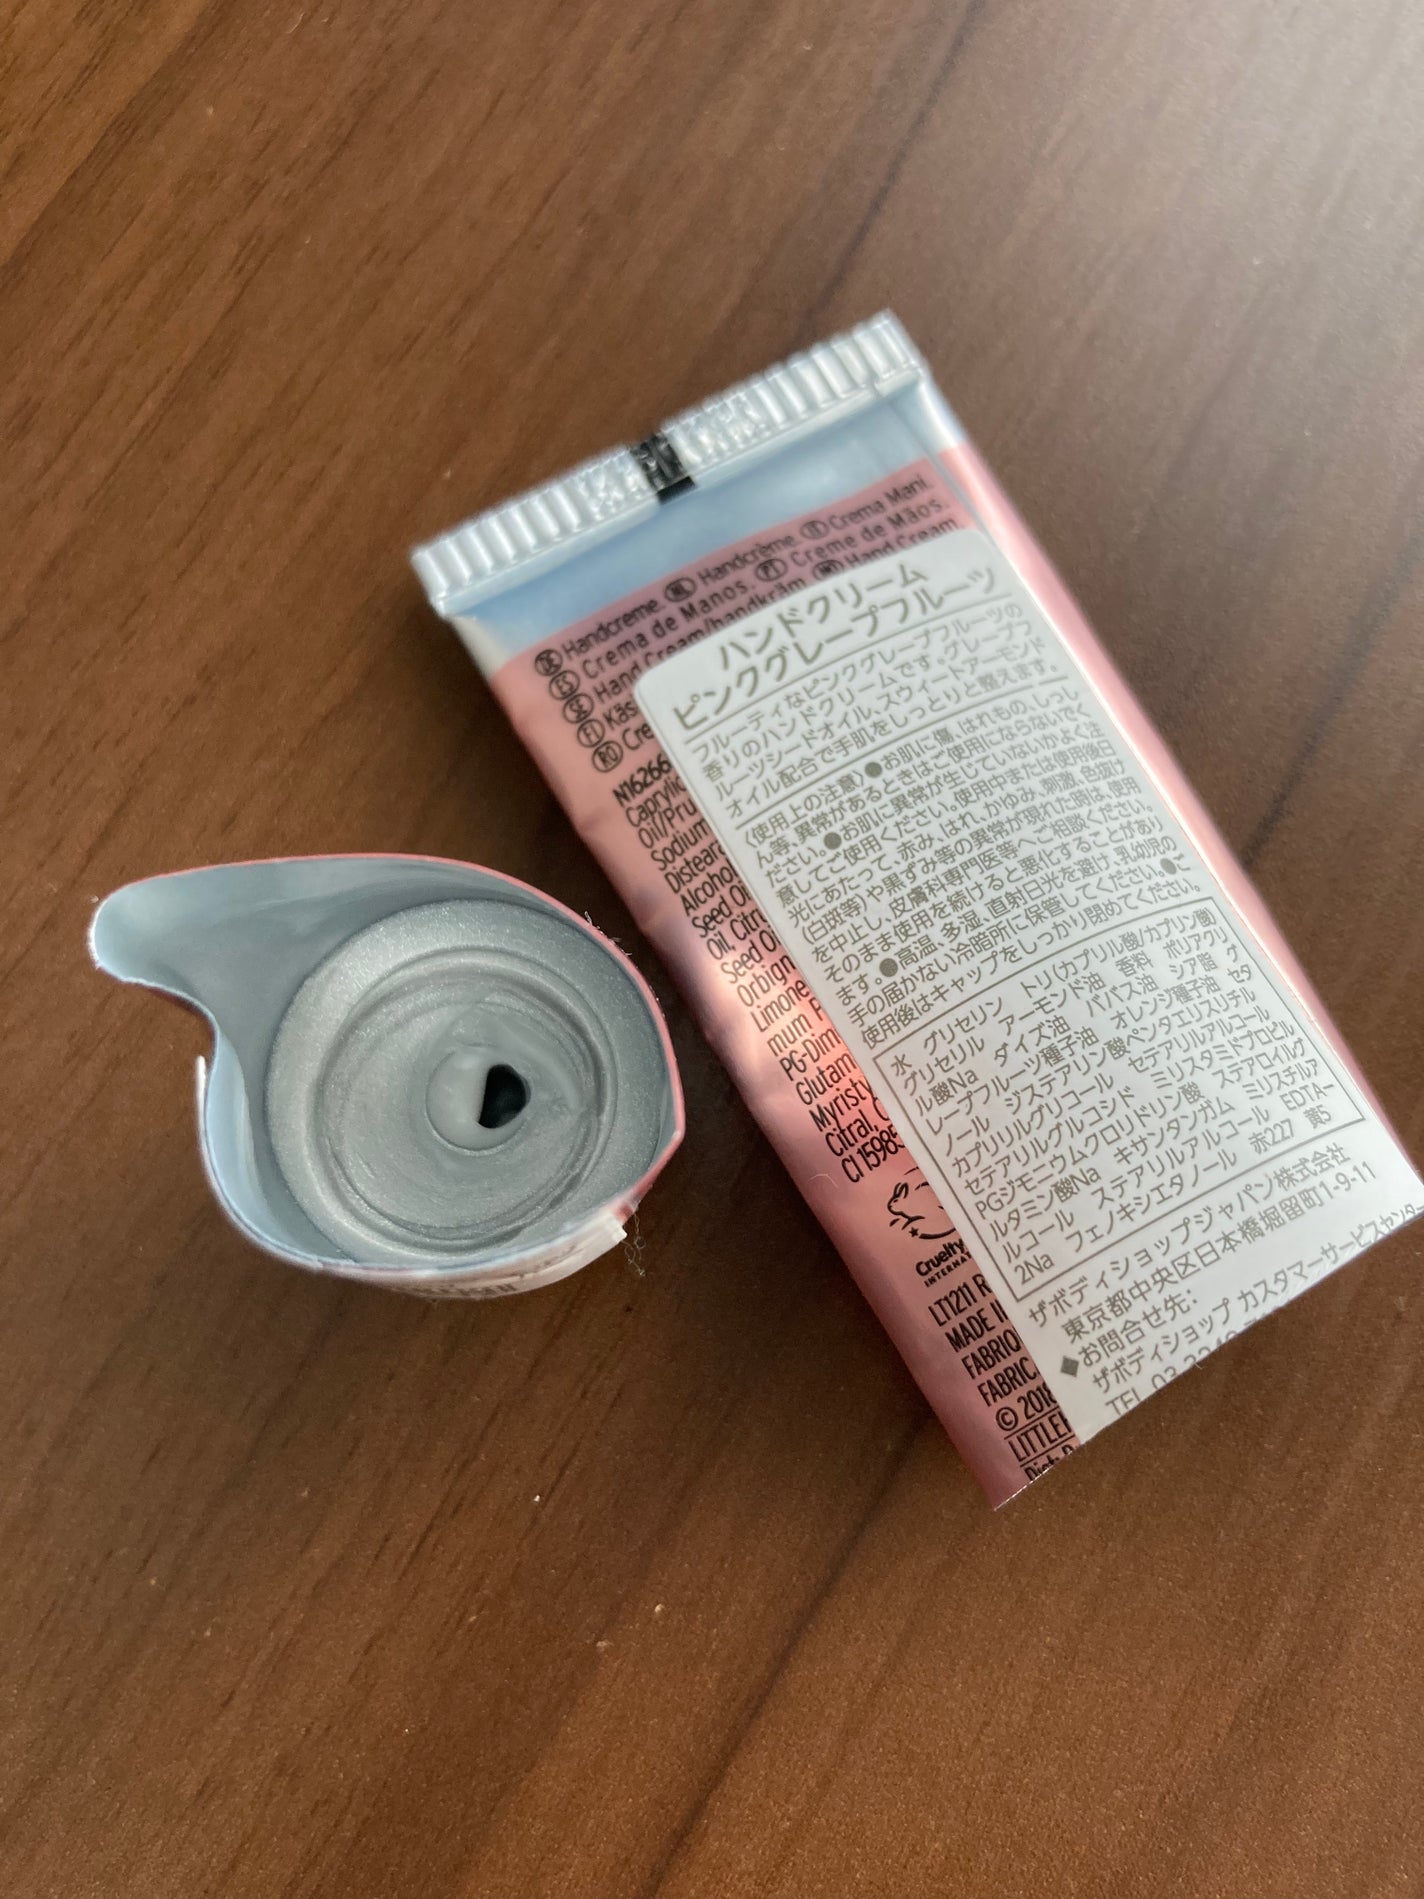 DE Handcreme. NL Handcrème. IT Crema Mani.
ES Crema de Manos. PT Creme de Mãos.
SE Hand Cream/handkräm NO Hand Cream
FI Käs
RO Cre
N16266
Caprylic
Oil/Pru
Sodium
Distear
Alcohol
Seed Oi
Oil, Citru
Seed O
Orbign
Limone
mum P
PG-Dim
Glutam
Myristy
Citral, C
CI 15985
Cruelty
INTERNA
LT1211 R
MADE I
FABRIQ
FABRIC
© 2018
LITTLEH
ハンドクリーム
ピンクグレープフルーツ
フルーティなピンクグレープフルーツの
香りのハンドクリームです。グレープフ
ルーツシードオイル、スウィートアーモンド
オイル配合で手肌をしっとりと整えます。
〈使用上の注意〉●お肌に傷、はれもの、しっし
ん等、異常があるときはご使用にならないでく
ださい。●お肌に異常が生じていないかよく注
意してご使用ください。使用中または使用後日
光にあたって、赤み、はれ、かゆみ、刺激、色抜け
(白斑等)や黒ずみ等の異常が現れた時は、使用
を中止し、皮膚科専門医等へご相談ください。
そのまま使用を続けると悪化することがあり
ます。●高温、多湿、直射日光を避け、乳幼児の
手の届かない冷暗所に保管してください。●ご
使用後はキャップをしっかり閉めてください。
水 グリセリン トリ(カプリル酸/カプリン酸)
グリセリル アーモンド油 香料 ポリアクリ
ル酸Na ダイズ油 ババス油 シア脂 グ
レープフルーツ種子油 オレンジ種子油 セタ
ノール ジステアリン酸ペンタエリスリチル
カプリリルグリコール セテアリルアルコール
セテアリルグルコシド ミリスタミドプロピル
PGジモニウムクロリドリン酸 ステアロイルグ
ルタミン酸Na キサンタンガム ミリスチルア
ルコール ステアリルアルコール EDTA-
2Na フェノキシエタノール 赤227 黄5
ザボディショップジャパン株式会社
東京都中央区日本橋堀留町1-9-11
◆お問合せ先:
ザボディショップ カスタマーサービスセンター
TEL 03-